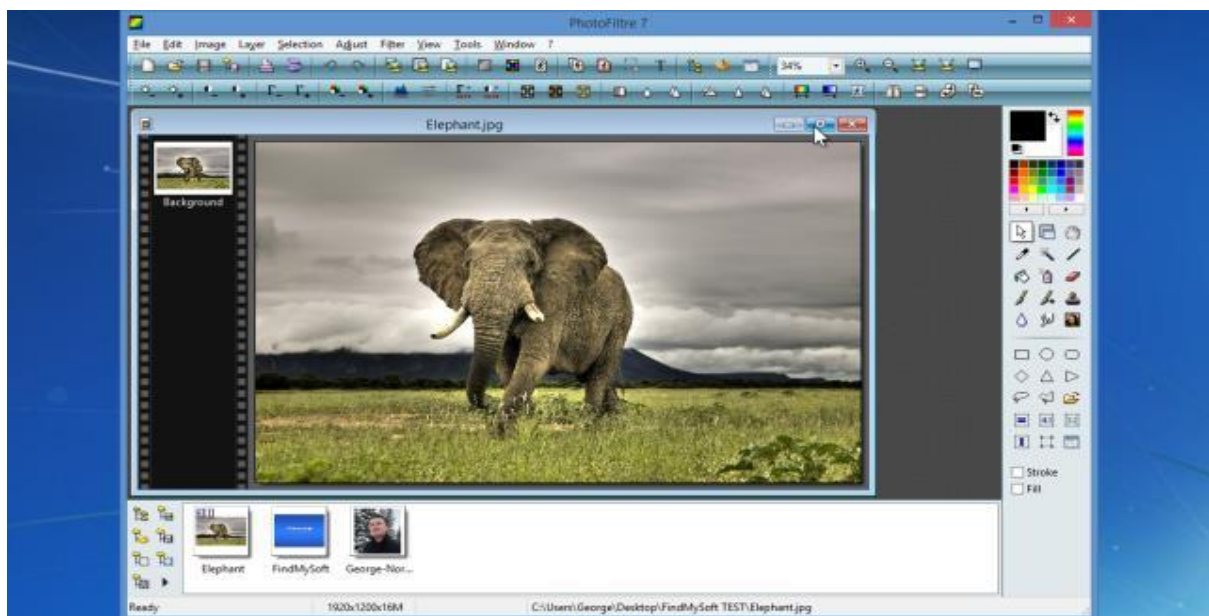 PhotoFiltre 7
File Edit Image Layer Selection Adjust Filter View Tools Window ?
34%
Elephant.jpg
Background
Stroke
Fill
Elephant FindMySoft George-Nor...
Ready 1920x1200x16M C:\Users\George\Desktop\FindMySoft TEST\Elephant.jpg